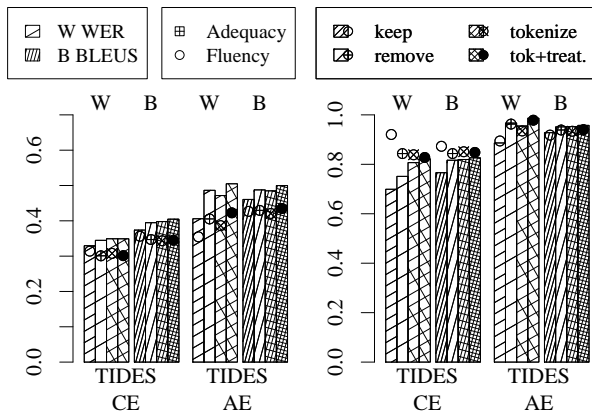 W WER
B BLEUS
Adequacy
Fluency
keep
remove
tokenize
tok+treat.
W B W B
0.0 0.2 0.4 0.6
TIDES TIDES
CE AE
W B W B
0.0 0.2 0.4 0.6 0.8 1.0
TIDES TIDES
CE AE